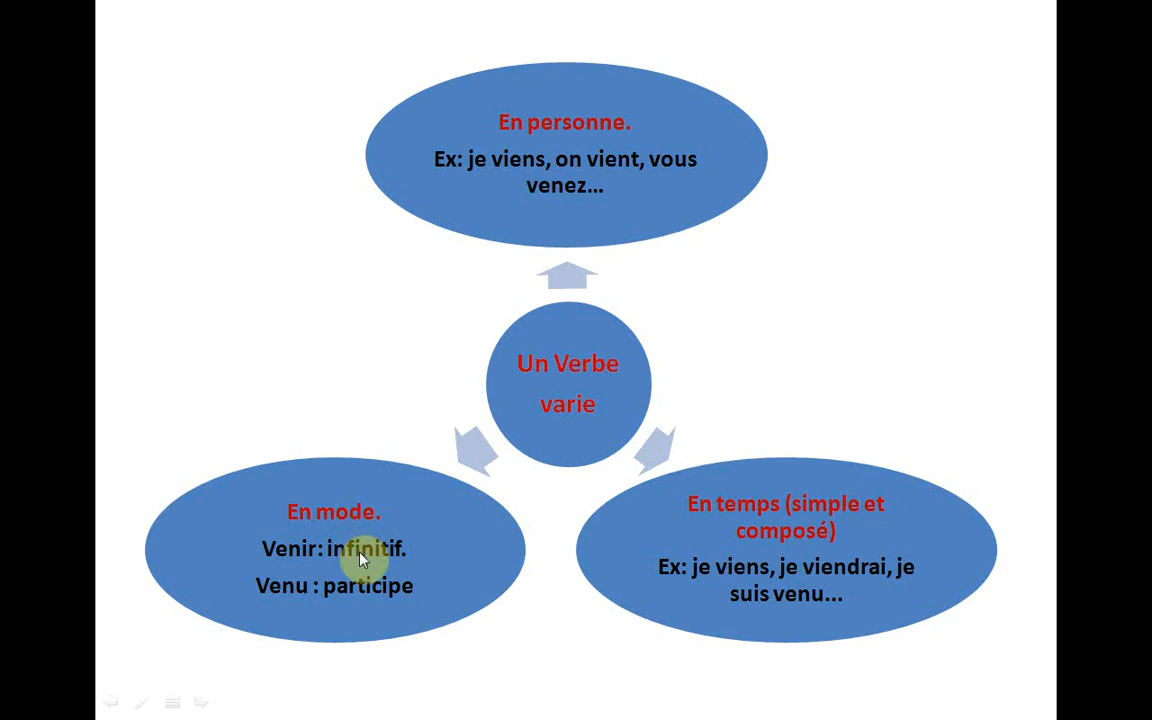 En personne.
Ex: je viens, on vient, vous
venez...
Un Verbe
varie
En mode.
Venir: infinitif.
Venu : participe
En temps (simple et
composé)
Ex: je viens, je viendrai, je
suis venu...